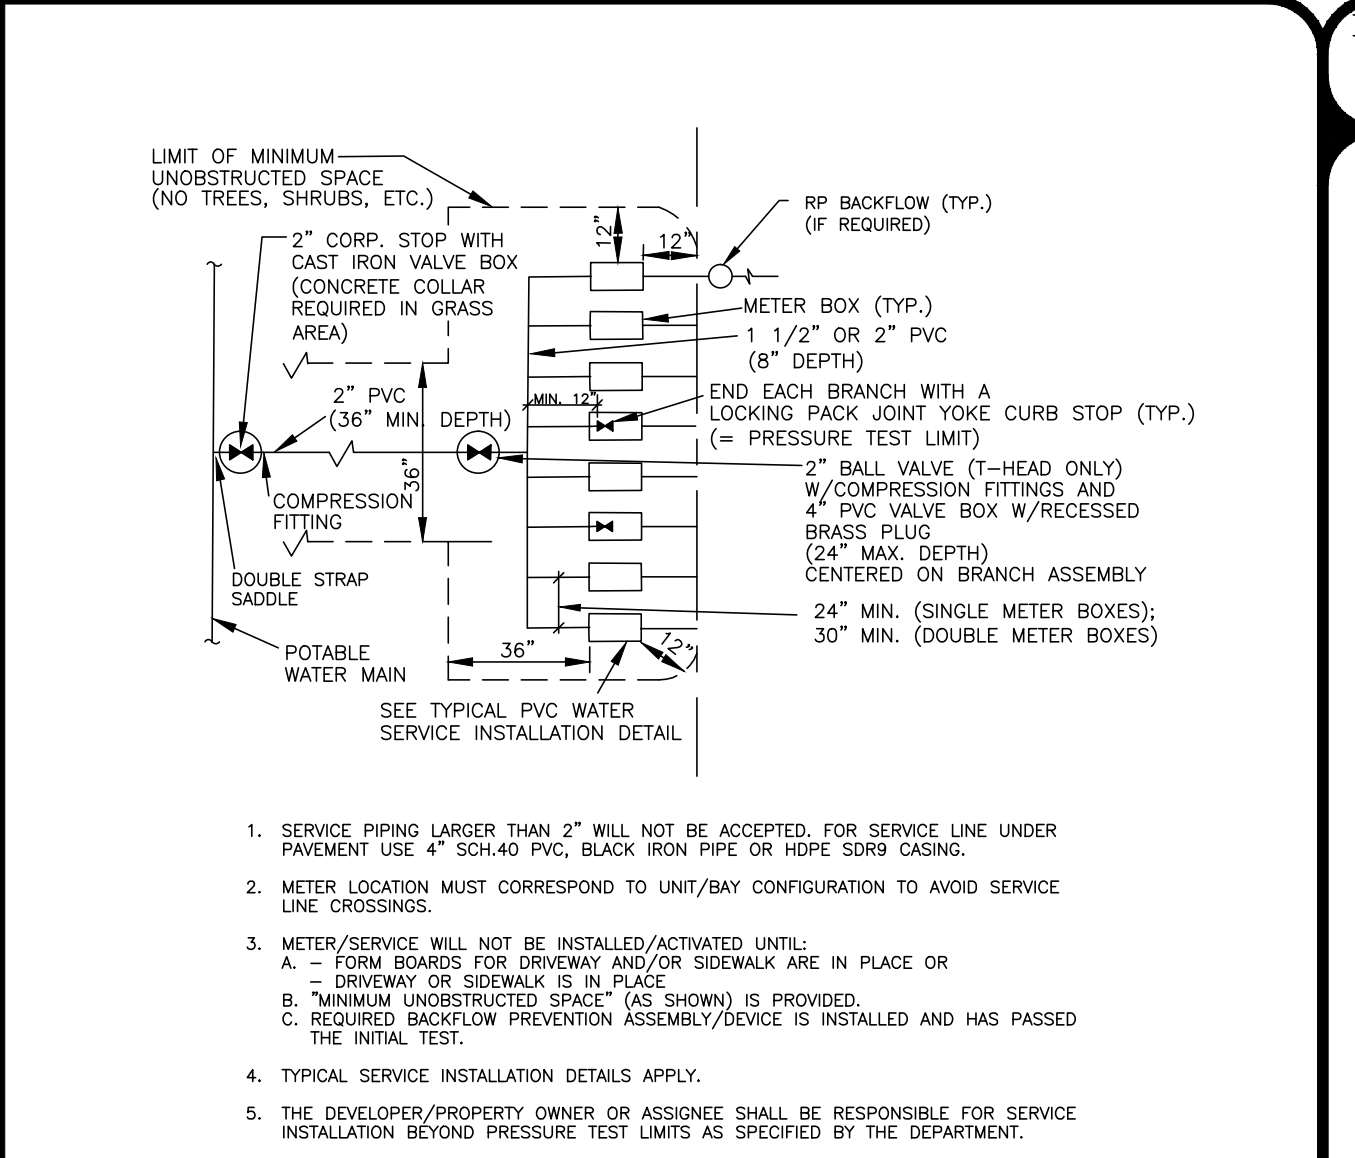 LIMIT OF MINIMUM
UNOBSTRUCTED SPACE
(NO TREES, SHRUBS, ETC.)
2" CORP. STOP WITH
CAST IRON VALVE BOX
(CONCRETE COLLAR
REQUIRED IN GRASS
AREA)
12"
12"
RP BACKFLOW (TYP.)
(IF REQUIRED)
METER BOX (TYP.)
1 1/2" OR 2" PVC
(8" DEPTH)
2" PVC
(36" MIN. DEPTH)
MIN. 12"
END EACH BRANCH WITH A
LOCKING PACK JOINT YOKE CURB STOP (TYP.)
(= PRESSURE TEST LIMIT)
36"
2" BALL VALVE (T-HEAD ONLY)
W/COMPRESSION FITTINGS AND
4" PVC VALVE BOX W/RECESSED
BRASS PLUG
(24" MAX. DEPTH)
CENTERED ON BRANCH ASSEMBLY
COMPRESSION
FITTING
DOUBLE STRAP
SADDLE
24" MIN. (SINGLE METER BOXES);
30" MIN. (DOUBLE METER BOXES)
POTABLE
WATER MAIN
36"
12"
SEE TYPICAL PVC WATER
SERVICE INSTALLATION DETAIL
1. SERVICE PIPING LARGER THAN 2" WILL NOT BE ACCEPTED. FOR SERVICE LINE UNDER
PAVEMENT USE 4" SCH.40 PVC, BLACK IRON PIPE OR HDPE SDR9 CASING.
2. METER LOCATION MUST CORRESPOND TO UNIT/BAY CONFIGURATION TO AVOID SERVICE
LINE CROSSINGS.
3. METER/SERVICE WILL NOT BE INSTALLED/ACTIVATED UNTIL:
A. - FORM BOARDS FOR DRIVEWAY AND/OR SIDEWALK ARE IN PLACE OR
- DRIVEWAY OR SIDEWALK IS IN PLACE
B. "MINIMUM UNOBSTRUCTED SPACE" (AS SHOWN) IS PROVIDED.
C. REQUIRED BACKFLOW PREVENTION ASSEMBLY/DEVICE IS INSTALLED AND HAS PASSED
THE INITIAL TEST.
4. TYPICAL SERVICE INSTALLATION DETAILS APPLY.
5. THE DEVELOPER/PROPERTY OWNER OR ASSIGNEE SHALL BE RESPONSIBLE FOR SERVICE
INSTALLATION BEYOND PRESSURE TEST LIMITS AS SPECIFIED BY THE DEPARTMENT.